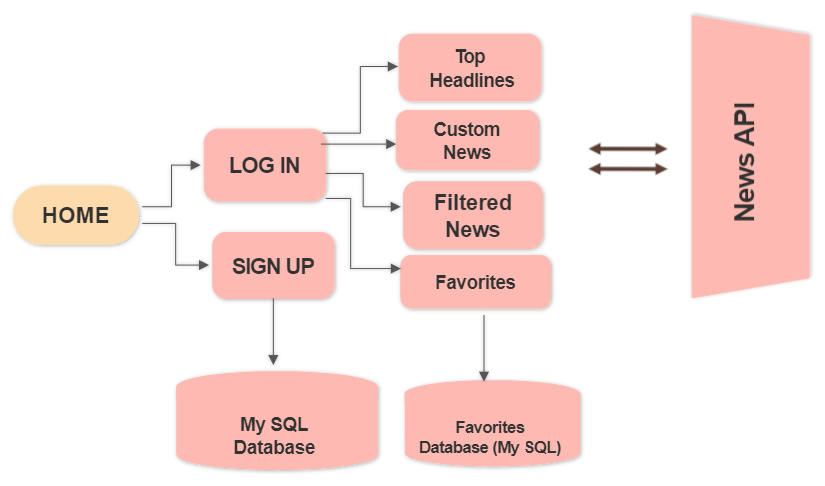 HOME
LOG IN
SIGN UP
Top
Headlines
Custom
News
Filtered
News
Favorites
My SQL
Database
Favorites
Database (My SQL)
News API